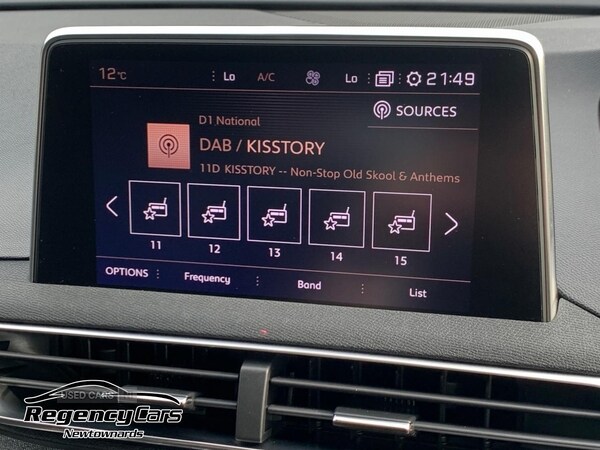 12°C Lo A/C Lo 21:49
SOURCES
D1 National
DAB / KISSTORY
11D KISSTORY -- Non-Stop Old Skool & Anthems
11 12 13 14 15
OPTIONS : Frequency : Band : List
USED CARS
Regency Cars
Newtownards